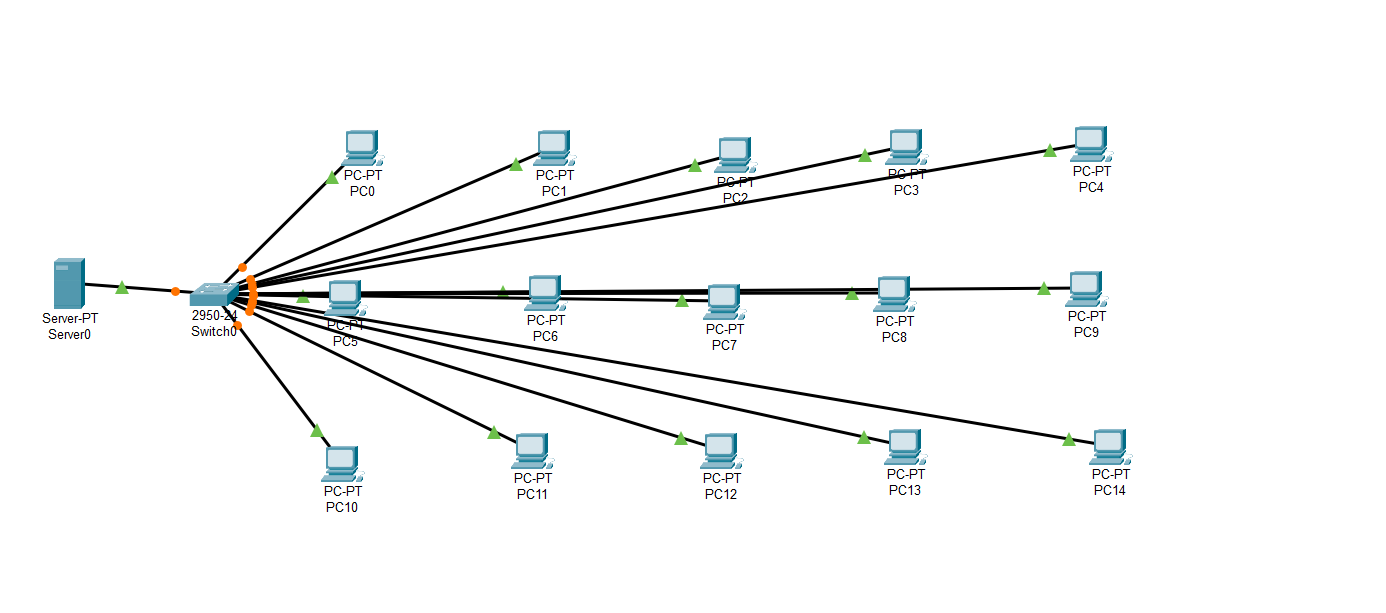 PC-PT
PC0
PC-PT
PC1
PC-PT
PC2
PC-PT
PC3
PC-PT
PC4
Server-PT
Server0
2950-24
Switch0
PC-PT
PC5
PC-PT
PC6
PC-PT
PC7
PC-PT
PC8
PC-PT
PC9
PC-PT
PC10
PC-PT
PC11
PC-PT
PC12
PC-PT
PC13
PC-PT
PC14